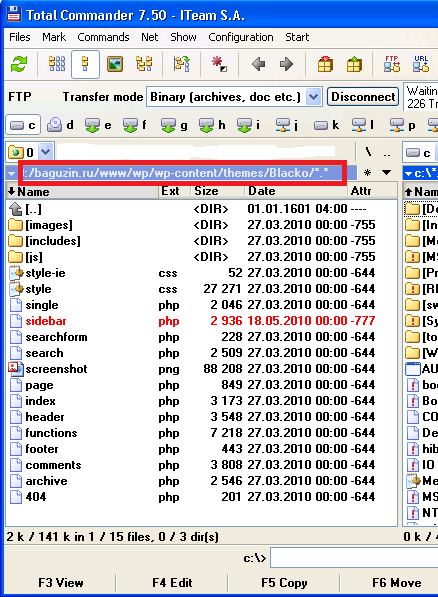 Total Commander 7.50 - ITeam S.A.
Files Mark Commands Net Show Configuration Start
FTP URL
FTP Transfer mode Binary (archives, doc etc.) Disconnect Waitin
226 Tr
c d e h i k l p c d
0 \ ..
:/baguzin.ru/www/wp/wp-content/themes/Blacko/*.* * c:\*
Name Ext Size Date Attr Name
[..] <DIR> 01.01.1601 04:00 ---- [Do
[images] <DIR> 27.03.2010 00:00 -755 [In
[includes] <DIR> 27.03.2010 00:00 -755 [M
[js] <DIR> 27.03.2010 00:00 -755 [MS
style-ie css 52 27.03.2010 00:00 -644 [Pr
style css 27 271 27.03.2010 00:00 -644 [RE
single php 2 046 27.03.2010 00:00 -644 [sw
sidebar php 2 936 18.05.2010 00:00 -777 [Sy
searchform php 228 27.03.2010 00:00 -644 [to
search php 2 509 27.03.2010 00:00 -644 [W
screenshot png 88 208 27.03.2010 00:00 -644 AU
page php 849 27.03.2010 00:00 -644 boo
index php 3 173 27.03.2010 00:00 -644 Bo
header php 3 548 27.03.2010 00:00 -644 CO
functions php 7 218 27.03.2010 00:00 -644 De
footer php 443 27.03.2010 00:00 -644 hib
comments php 3 808 27.03.2010 00:00 -644 IO
archive php 2 546 27.03.2010 00:00 -644 Me
404 php 201 27.03.2010 00:00 -644 MS
NT
2 k / 141 k in 1 / 15 files, 0 / 3 dir(s) 0 k /
c:\>
F3 View F4 Edit F5 Copy F6 Move